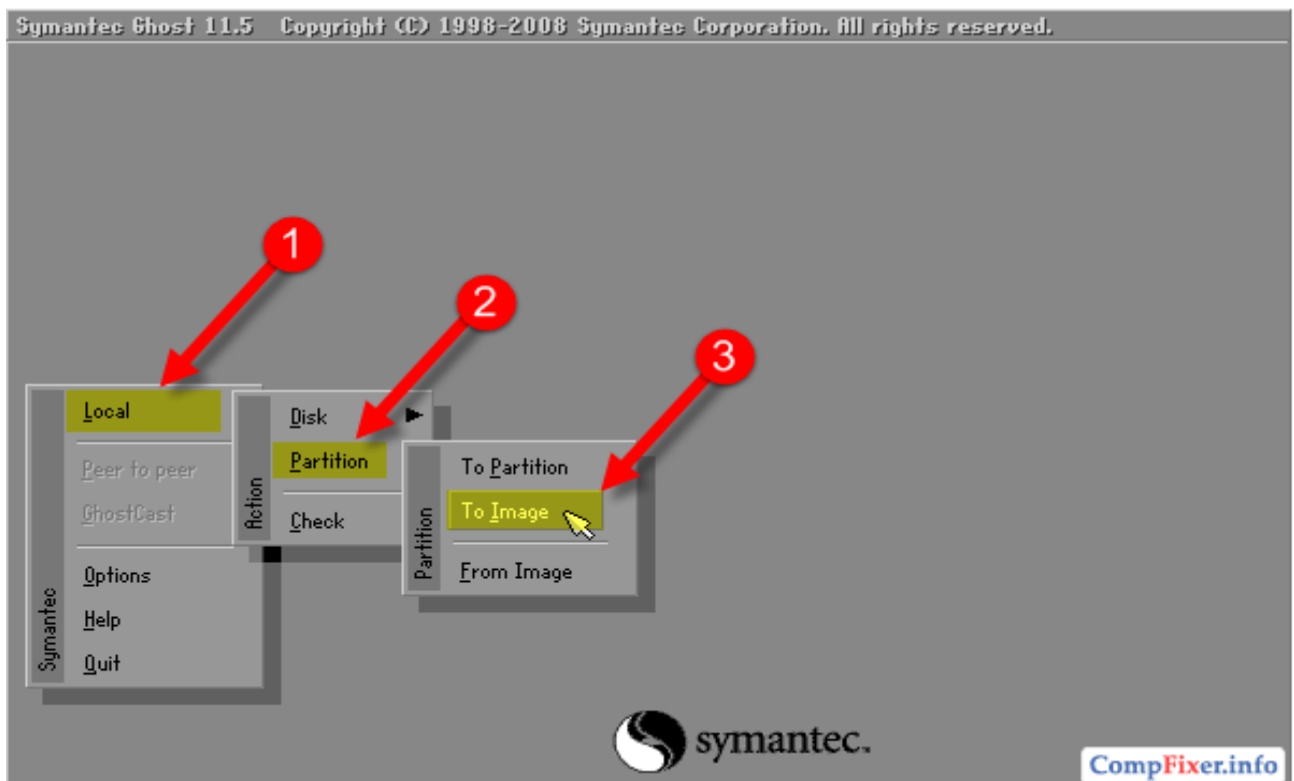 Symantec Ghost 11.5 Copyright (C) 1998-2008 Symantec Corporation. All rights reserved.
1
2
3
Local
Peer to peer
GhostCast
Options
Help
Quit
Symantec
Disk
Partition
Check
Action
To Partition
To Image
From Image
Partition
symantec.
CompFixer.info